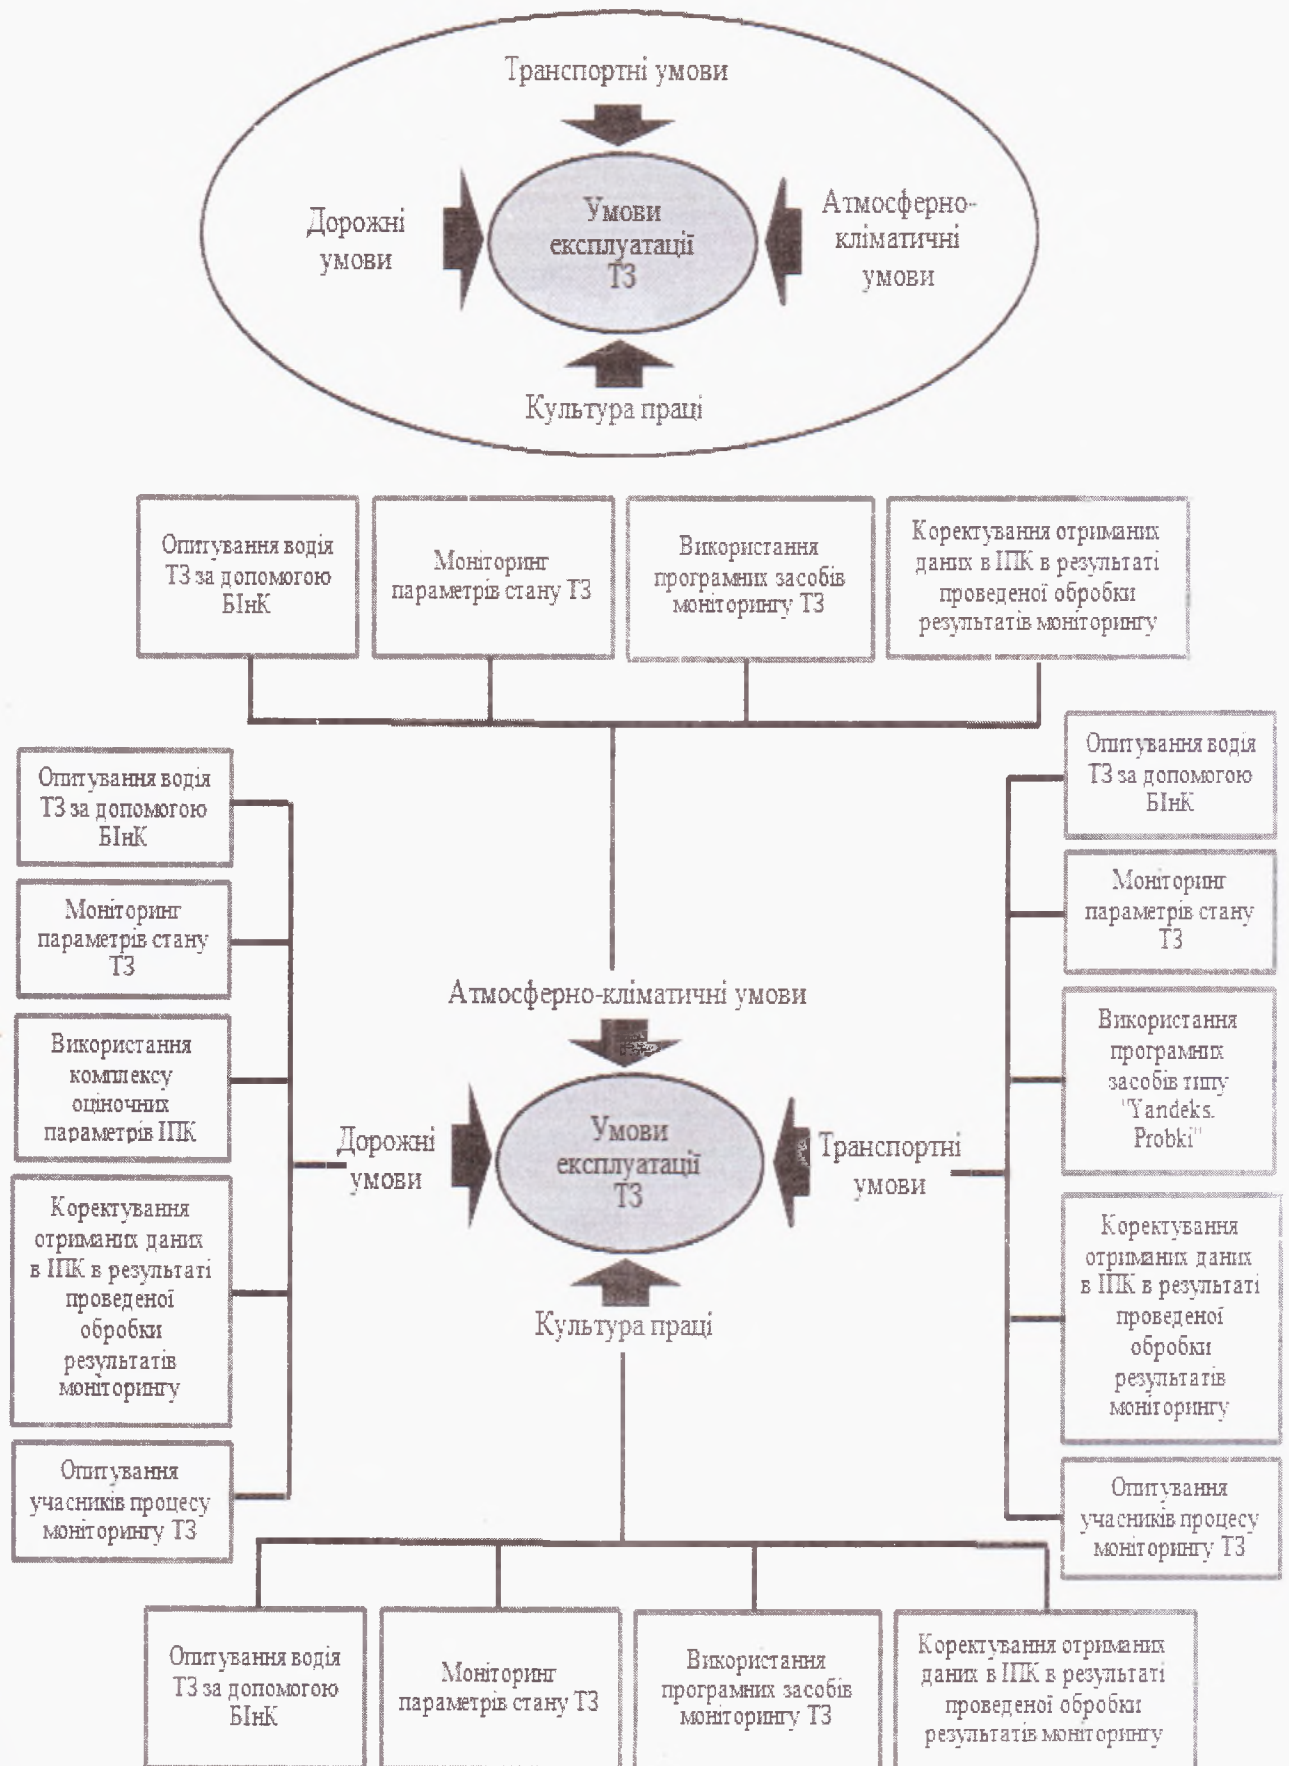 Транспортні умови
Дорожні
умови
Умови
експлуатації
ТЗ
Атмосферно-
кліматичні
умови
Культура праці
Опитування водія
ТЗ за допомогою
БІнК
Моніторинг
параметрів стану ТЗ
Використання
програмних засобів
моніторингу ТЗ
Коректування отриманих
даних в ІПК в результаті
проведеної обробки
результатів моніторингу
Опитування водія
ТЗ за допомогою
БІнК
Моніторинг
параметрів стану
ТЗ
Використання
комплексу
оціночних
параметрів ІПК
Коректування
отриманих даних
в ІПК в результаті
проведеної
обробки
результатів
моніторингу
Опитування
учасників процесу
моніторингу ТЗ
Атмосферно-кліматичні умови
Дорожні
умови
Умови
експлуатації
ТЗ
Транспортні
умови
Культура праці
Опитування водія
ТЗ за допомогою
БІнК
Моніторинг
параметрів стану
ТЗ
Використання
програмних
засобів типу
"Yandeks.
Probki"
Коректування
отриманих даних
в ІПК в результаті
проведеної
обробки
результатів
моніторингу
Опитування
учасників процесу
моніторингу ТЗ
Опитування водія
ТЗ за допомогою
БІнК
Моніторинг
параметрів стану ТЗ
Використання
програмних засобів
моніторингу ТЗ
Коректування отриманих
даних в ІПК в результаті
проведеної обробки
результатів моніторингу